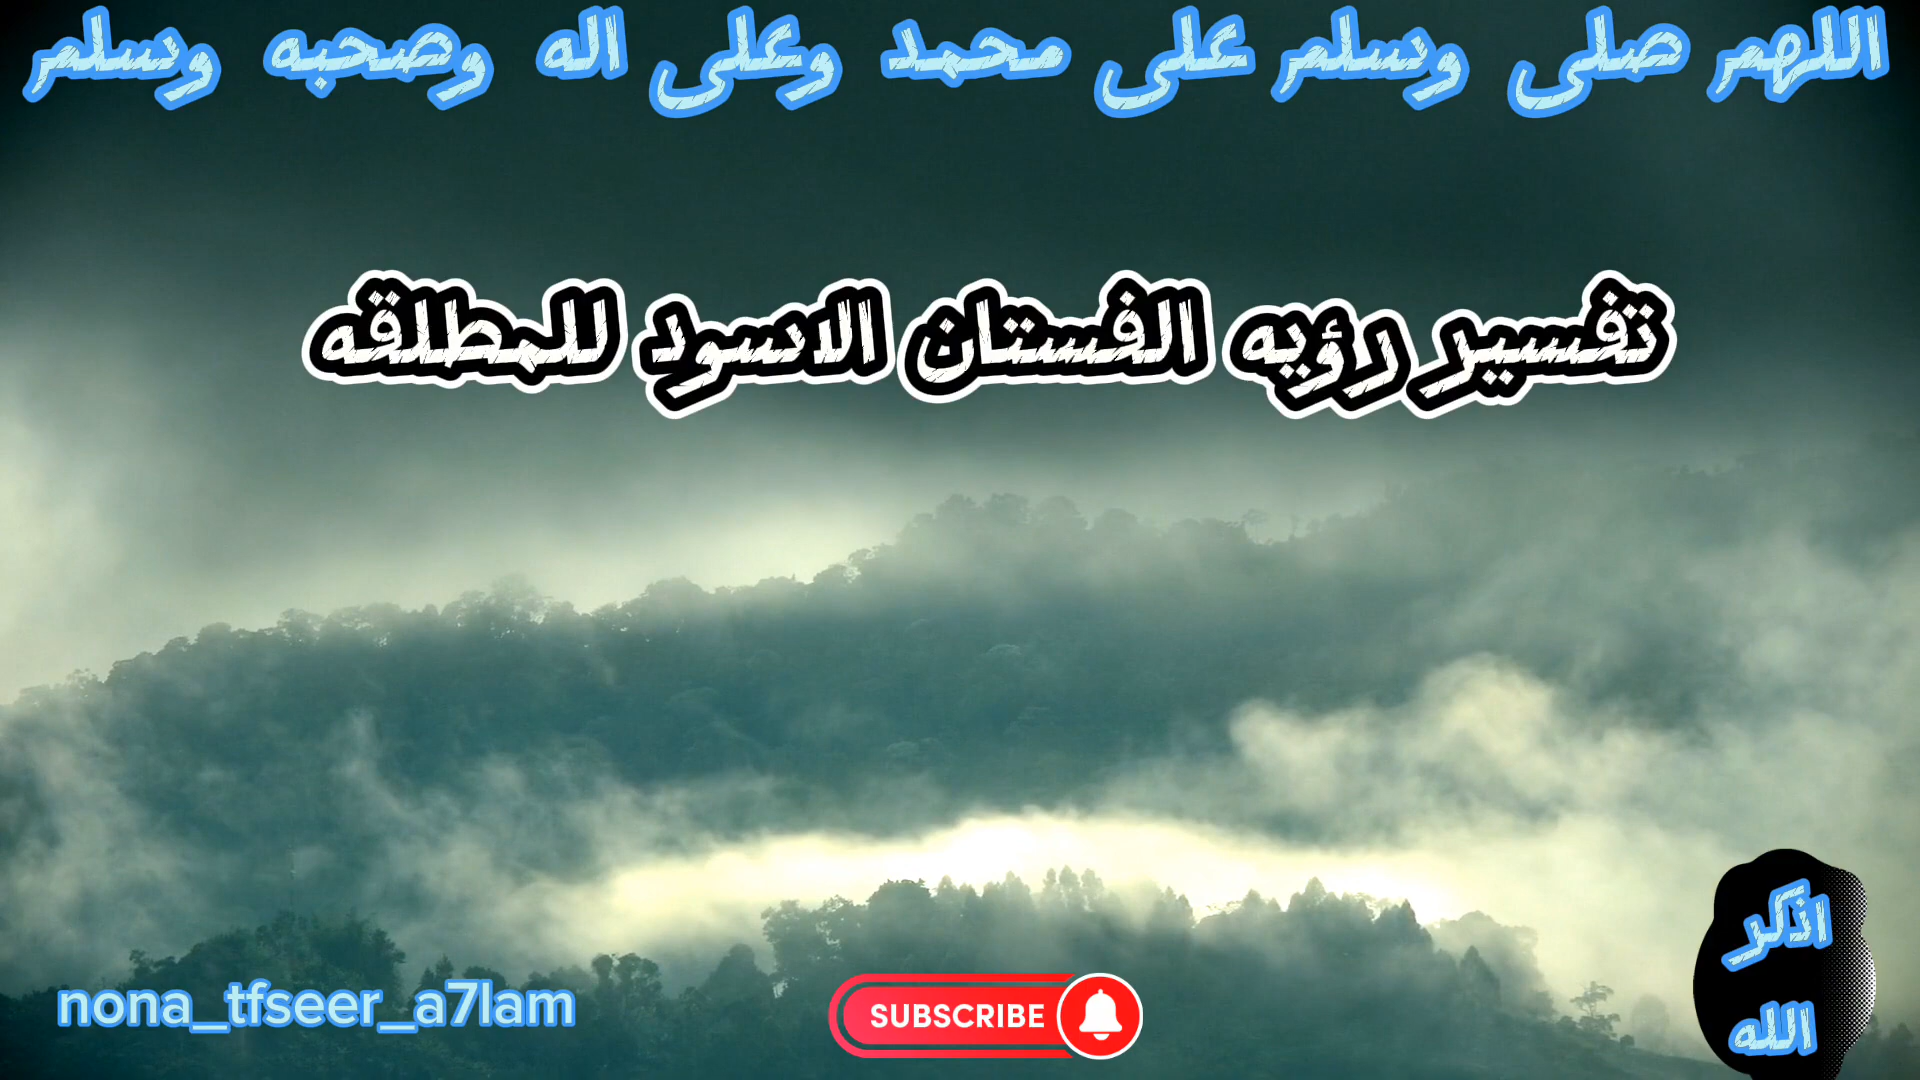 اللهم صلى وسلم على محمد وعلى اله وصحبه وسلم
تفسير رؤيه الفستان الاسود للمطلقه
اذكر
الله
nona_tfseer_a7lam
SUBSCRIBE